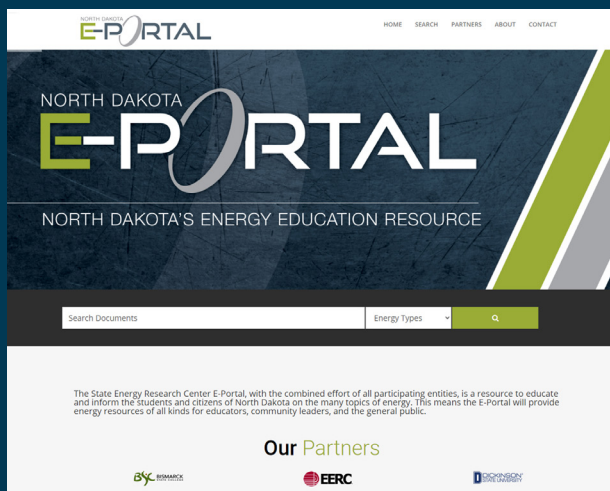 NORTH DAKOTA
E-PORTAL
HOME SEARCH PARTNERS ABOUT CONTACT
NORTH DAKOTA
E-PORTAL
NORTH DAKOTA'S ENERGY EDUCATION RESOURCE
Search Documents Energy Types
The State Energy Research Center E-Portal, with the combined effort of all participating entities, is a resource to educate
and inform the students and citizens of North Dakota on the many topics of energy. This means the E-Portal will provide
energy resources of all kinds for educators, community leaders, and the general public.
Our Partners
BSC BISMARCK STATE COLLEGE
EERC
DICKINSON STATE UNIVERSITY